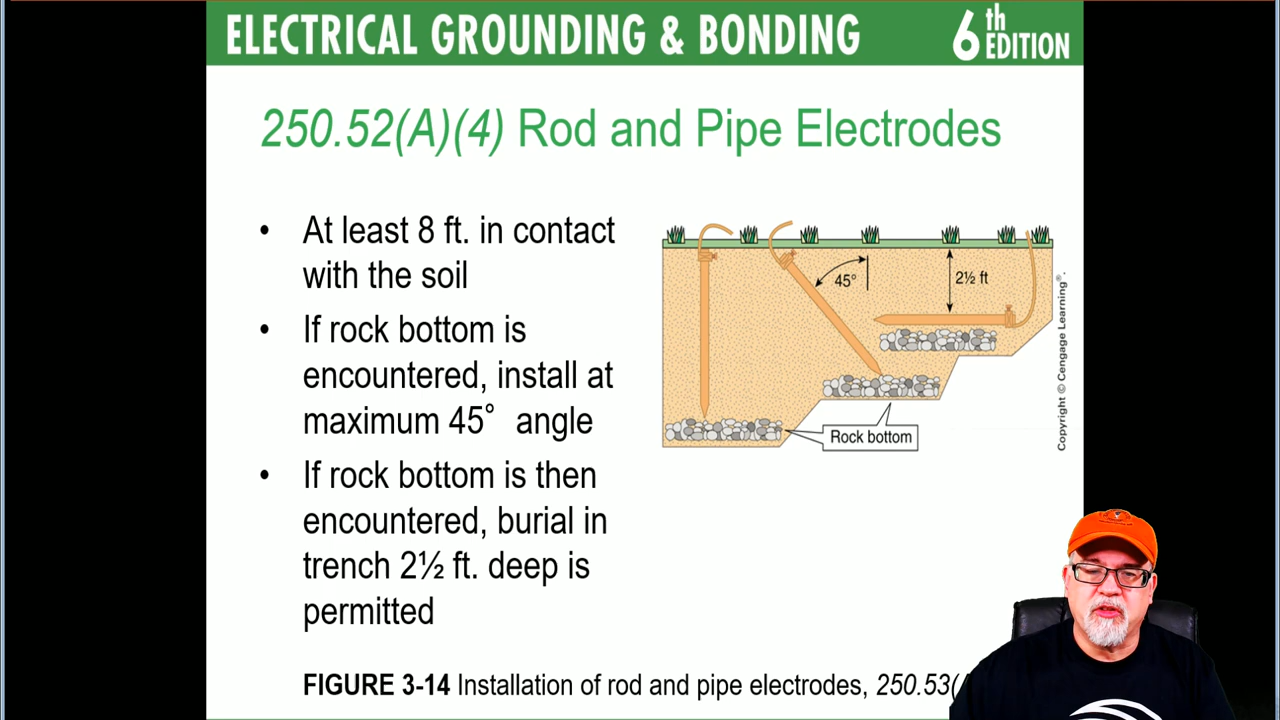 ELECTRICAL GROUNDING & BONDING
6th EDITION
250.52(A)(4) Rod and Pipe Electrodes
• At least 8 ft. in contact
with the soil
• If rock bottom is
encountered, install at
maximum 45° angle
• If rock bottom is then
encountered, burial in
trench 2½ ft. deep is
permitted
45°
2½ ft
Rock bottom
Copyright © Cengage Learning®.
FIGURE 3-14 Installation of rod and pipe electrodes, 250.53(